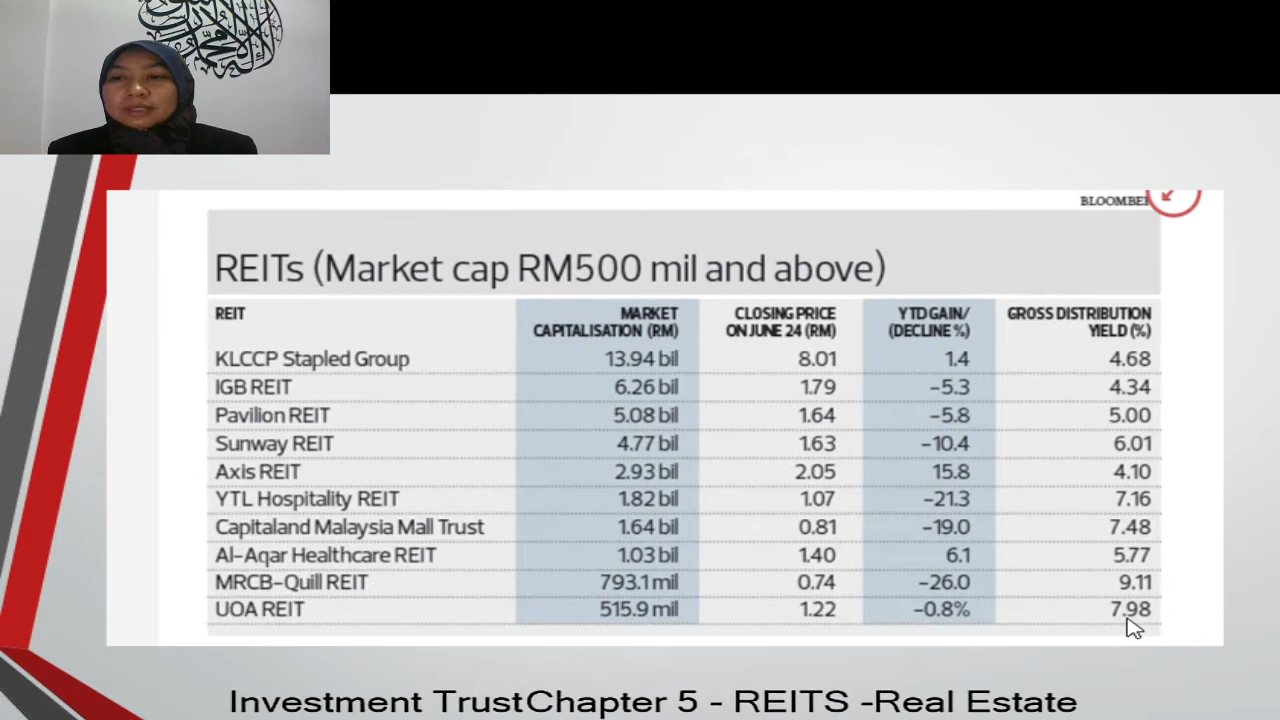 BLOOMBE
REITs (Market cap RM500 mil and above)
REIT MARKET CAPITALISATION (RM) CLOSING PRICE ON JUNE 24 (RM) YTD GAIN/ (DECLINE %) GROSS DISTRIBUTION YIELD (%)
KLCCP Stapled Group 13.94 bil 8.01 1.4 4.68
IGB REIT 6.26 bil 1.79 -5.3 4.34
Pavilion REIT 5.08 bil 1.64 -5.8 5.00
Sunway REIT 4.77 bil 1.63 -10.4 6.01
Axis REIT 2.93 bil 2.05 15.8 4.10
YTL Hospitality REIT 1.82 bil 1.07 -21.3 7.16
Capitaland Malaysia Mall Trust 1.64 bil 0.81 -19.0 7.48
Al-Aqar Healthcare REIT 1.03 bil 1.40 6.1 5.77
MRCB-Quill REIT 793.1 mil 0.74 -26.0 9.11
UOA REIT 515.9 mil 1.22 -0.8% 7.98
Investment TrustChapter 5 - REITS -Real Estate